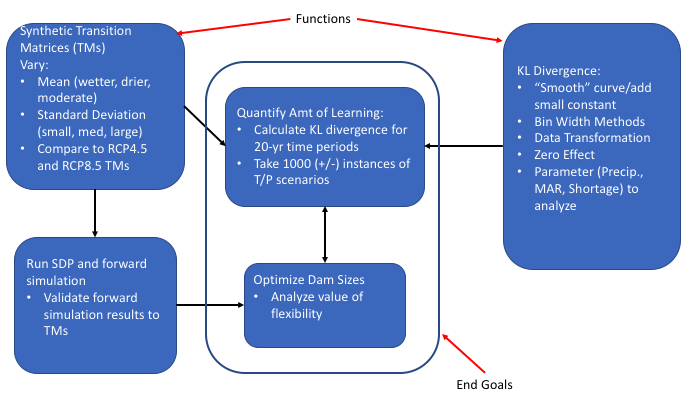 Functions
Synthetic Transition
Matrices (TMs)
Vary:
• Mean (wetter, drier,
moderate)
• Standard Deviation
(small, med, large)
• Compare to RCP4.5
and RCP8.5 TMs
Quantify Amt of Learning:
• Calculate KL divergence for
20-yr time periods
• Take 1000 (+/-) instances of
T/P scenarios
KL Divergence:
• “Smooth” curve/add
small constant
• Bin Width Methods
• Data Transformation
• Zero Effect
• Parameter (Precip.,
MAR, Shortage) to
analyze
Run SDP and forward
simulation
• Validate forward
simulation results to
TMs
Optimize Dam Sizes
• Analyze value of
flexibility
End Goals